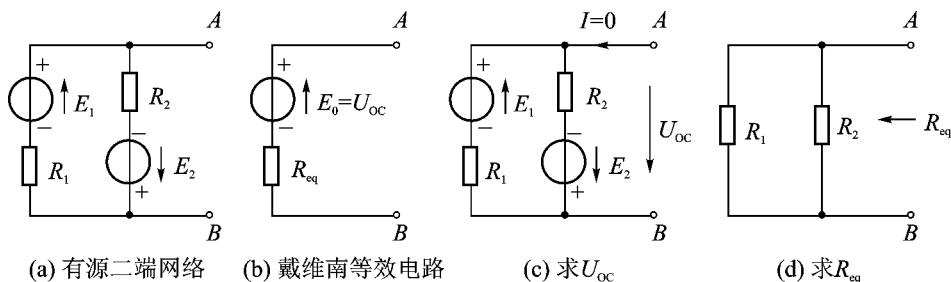 A
+
E₁
−
R₁
R₂
−
E₂
+
B
(a) 有源二端网络
A
+
E₀=U_OC
−
R_eq
B
(b) 戴维南等效电路
I=0
A
+
E₁
−
R₁
R₂
−
E₂
+
U_OC
B
(c) 求U_OC
A
R₁
R₂
R_eq
B
(d) 求R_eq